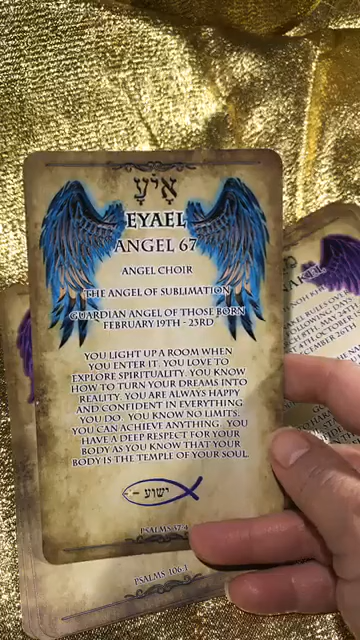 אָיֹעָ
EYAEL
ANGEL 67
ANGEL CHOIR
THE ANGEL OF SUBLIMATION
GUARDIAN ANGEL OF THOSE BORN
FEBRUARY 19TH - 23RD
YOU LIGHT UP A ROOM WHEN
YOU ENTER IT. YOU LOVE TO
EXPLORE SPIRITUALITY. YOU KNOW
HOW TO TURN YOUR DREAMS INTO
REALITY. YOU ARE ALWAYS HAPPY
AND CONFIDENT IN EVERYTHING
YOU DO. YOU KNOW NO LIMITS.
YOU CAN ACHIEVE ANYTHING. YOU
HAVE A DEEP RESPECT FOR YOUR
BODY AS YOU KNOW THAT YOUR
BODY IS THE TEMPLE OF YOUR SOUL.
ישוע
PSALMS 37:4
PSALMS 106:1